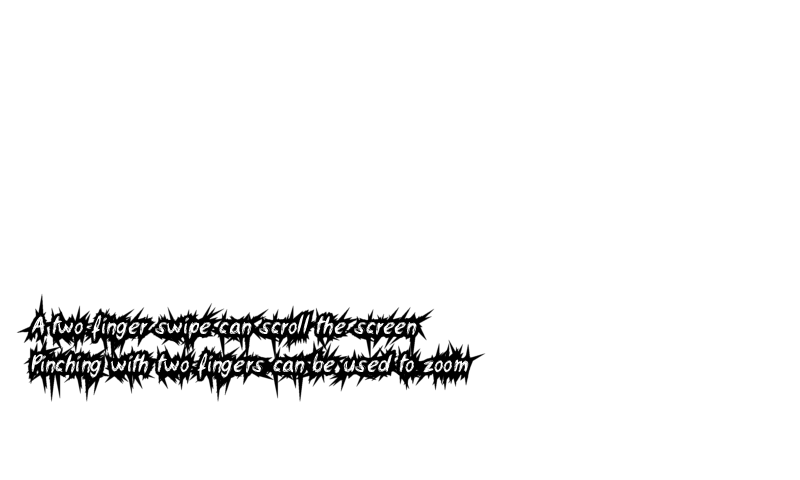 A two-finger swipe can scroll the screen
Pinching with two fingers can be used to zoom